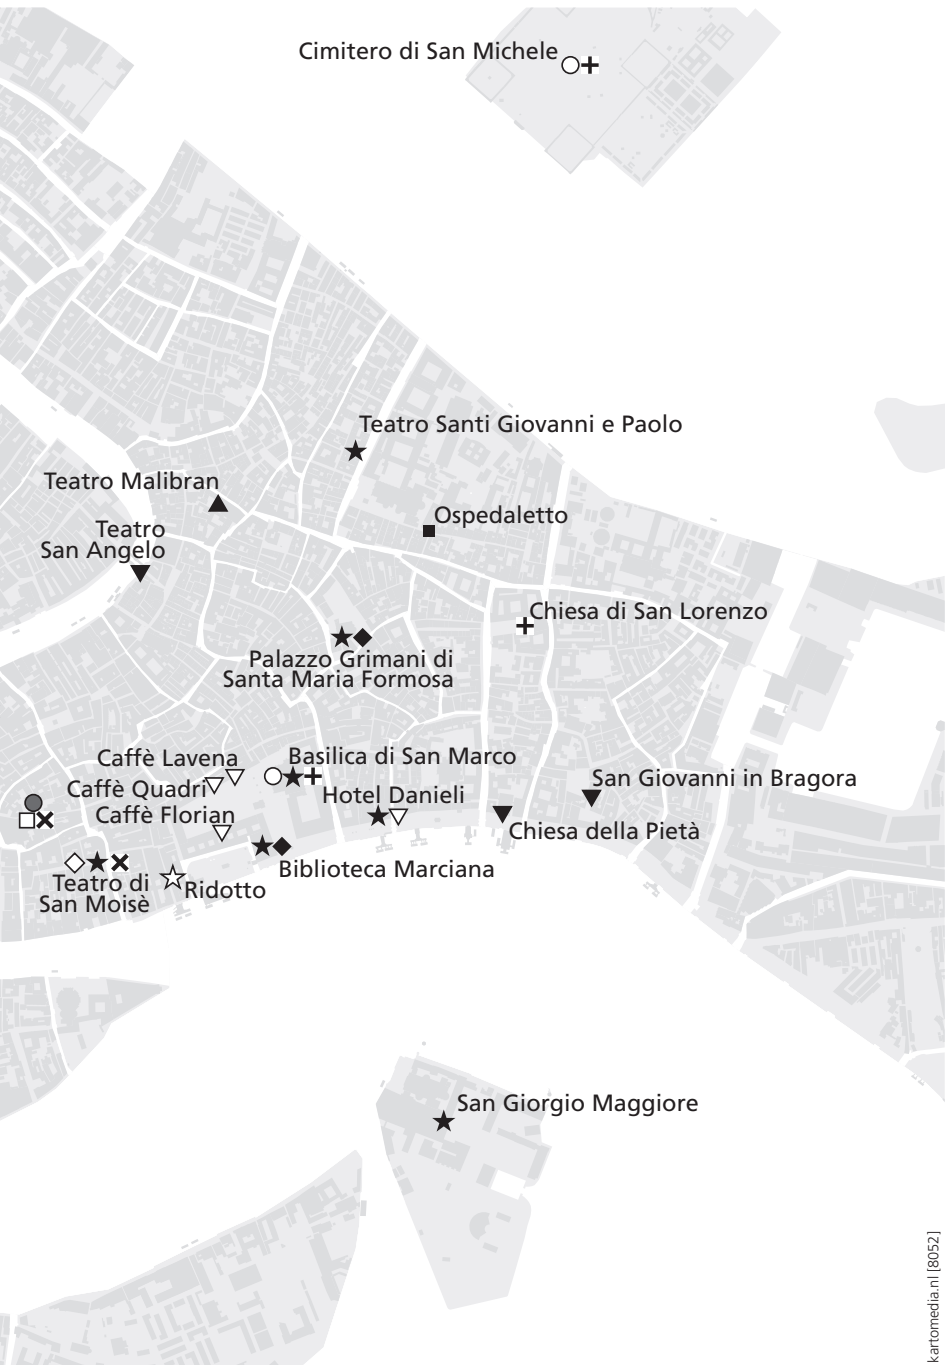 Cimitero di San Michele
Teatro Santi Giovanni e Paolo
Teatro Malibran
Ospedaletto
Teatro
San Angelo
Chiesa di San Lorenzo
Palazzo Grimani di
Santa Maria Formosa
Caffè Lavena
Basilica di San Marco
Caffè Quadri
Hotel Danieli
San Giovanni in Bragora
Caffè Florian
Chiesa della Pietà
Biblioteca Marciana
Teatro di
San Moisè
Ridotto
San Giorgio Maggiore
kartomedia.nl [8052]